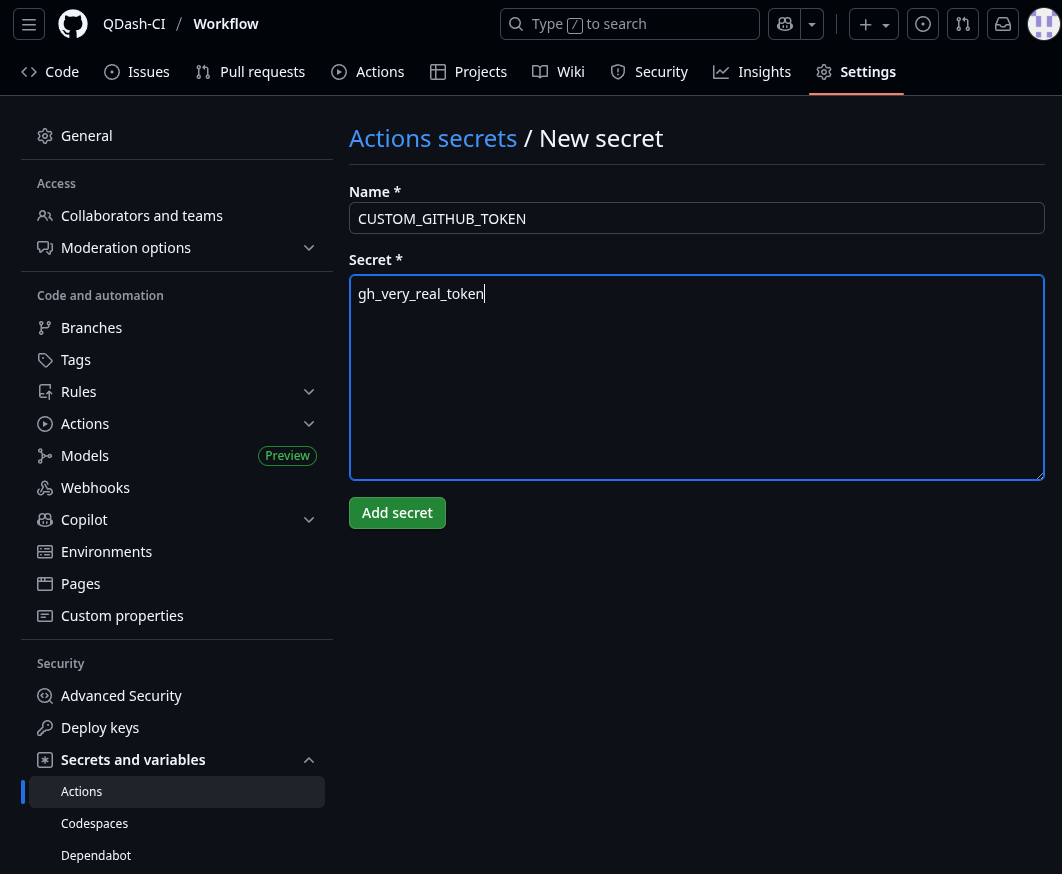 QDash-CI / Workflow
Type / to search
Code Issues Pull requests Actions Projects Wiki Security Insights Settings
General
Access
Collaborators and teams
Moderation options
Code and automation
Branches
Tags
Rules
Actions
Models Preview
Webhooks
Copilot
Environments
Pages
Custom properties
Security
Advanced Security
Deploy keys
Secrets and variables
Actions
Codespaces
Dependabot
Actions secrets / New secret
Name *
CUSTOM_GITHUB_TOKEN
Secret *
gh_very_real_token
Add secret